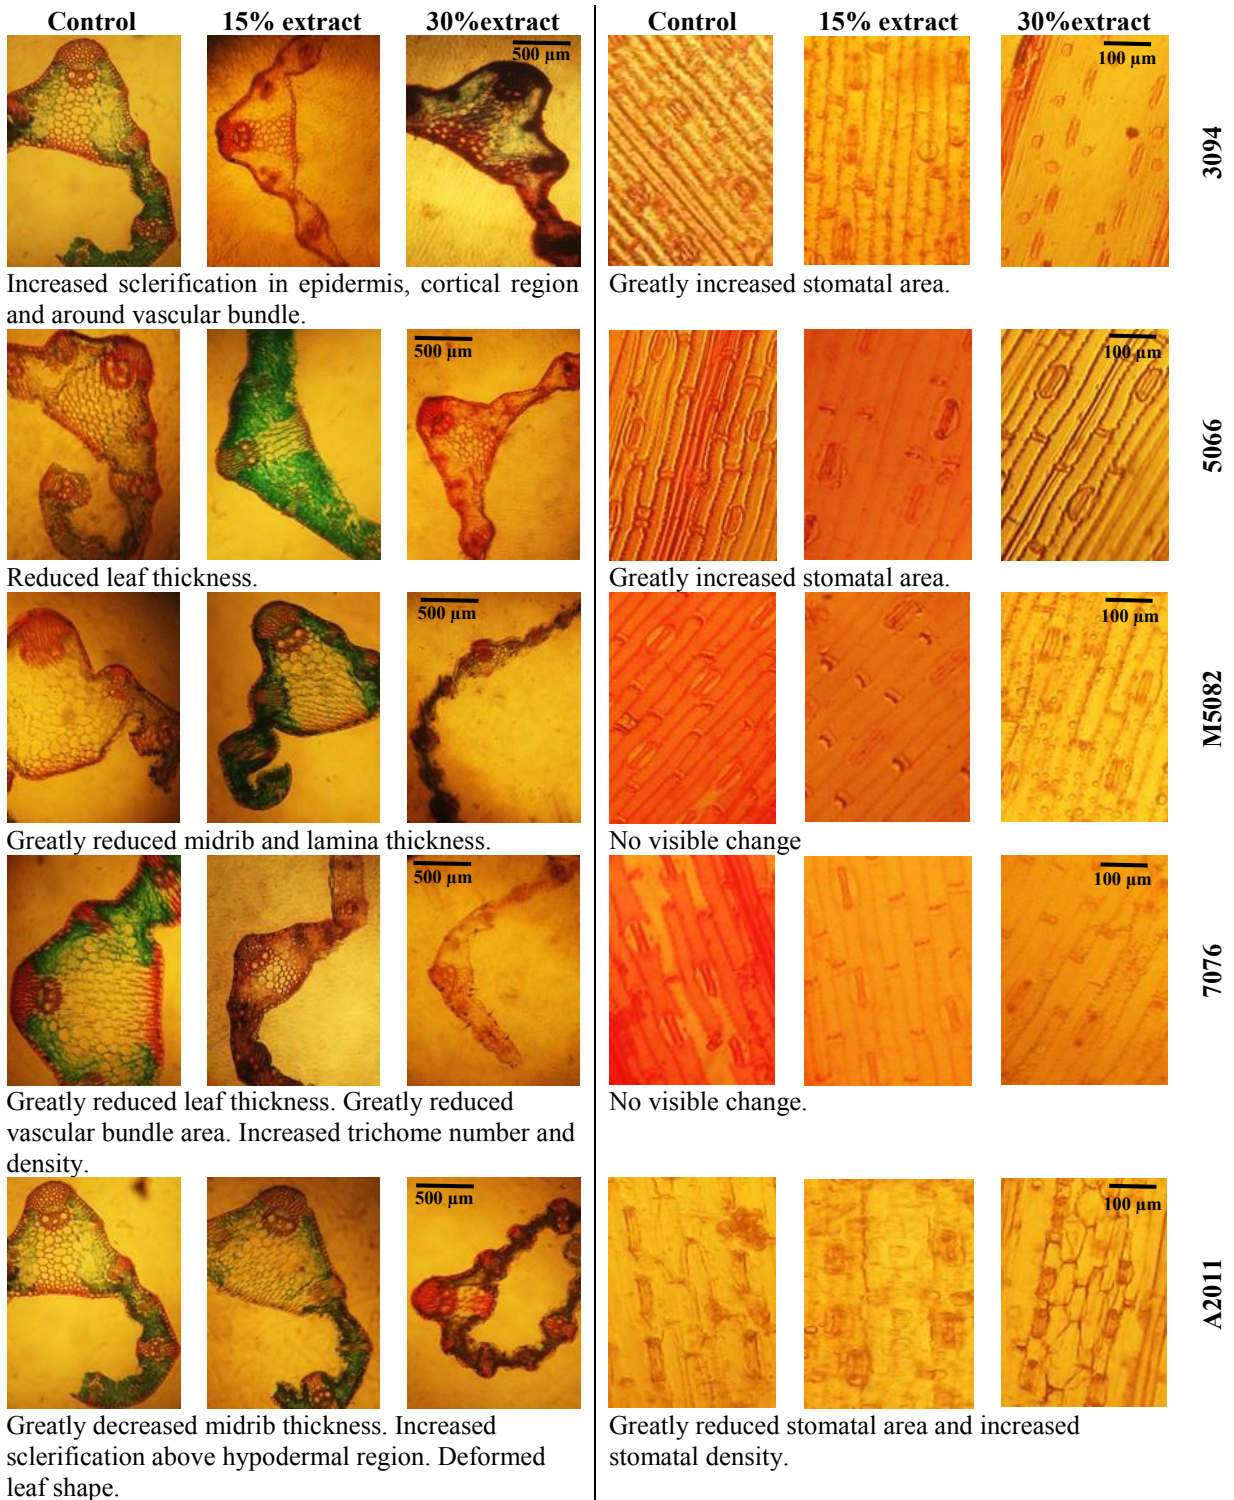 Control 15% extract 30%extract Control 15% extract 30%extract
500 µm 100 µm
3094
Increased sclerification in epidermis, cortical region
and around vascular bundle.
Greatly increased stomatal area.
500 µm 100 µm
5066
Reduced leaf thickness.
Greatly increased stomatal area.
500 µm 100 µm
M5082
Greatly reduced midrib and lamina thickness.
No visible change
500 µm 100 µm
7076
Greatly reduced leaf thickness. Greatly reduced
vascular bundle area. Increased trichome number and
density.
No visible change.
500 µm 100 µm
A2011
Greatly decreased midrib thickness. Increased
sclerification above hypodermal region. Deformed
leaf shape.
Greatly reduced stomatal area and increased
stomatal density.